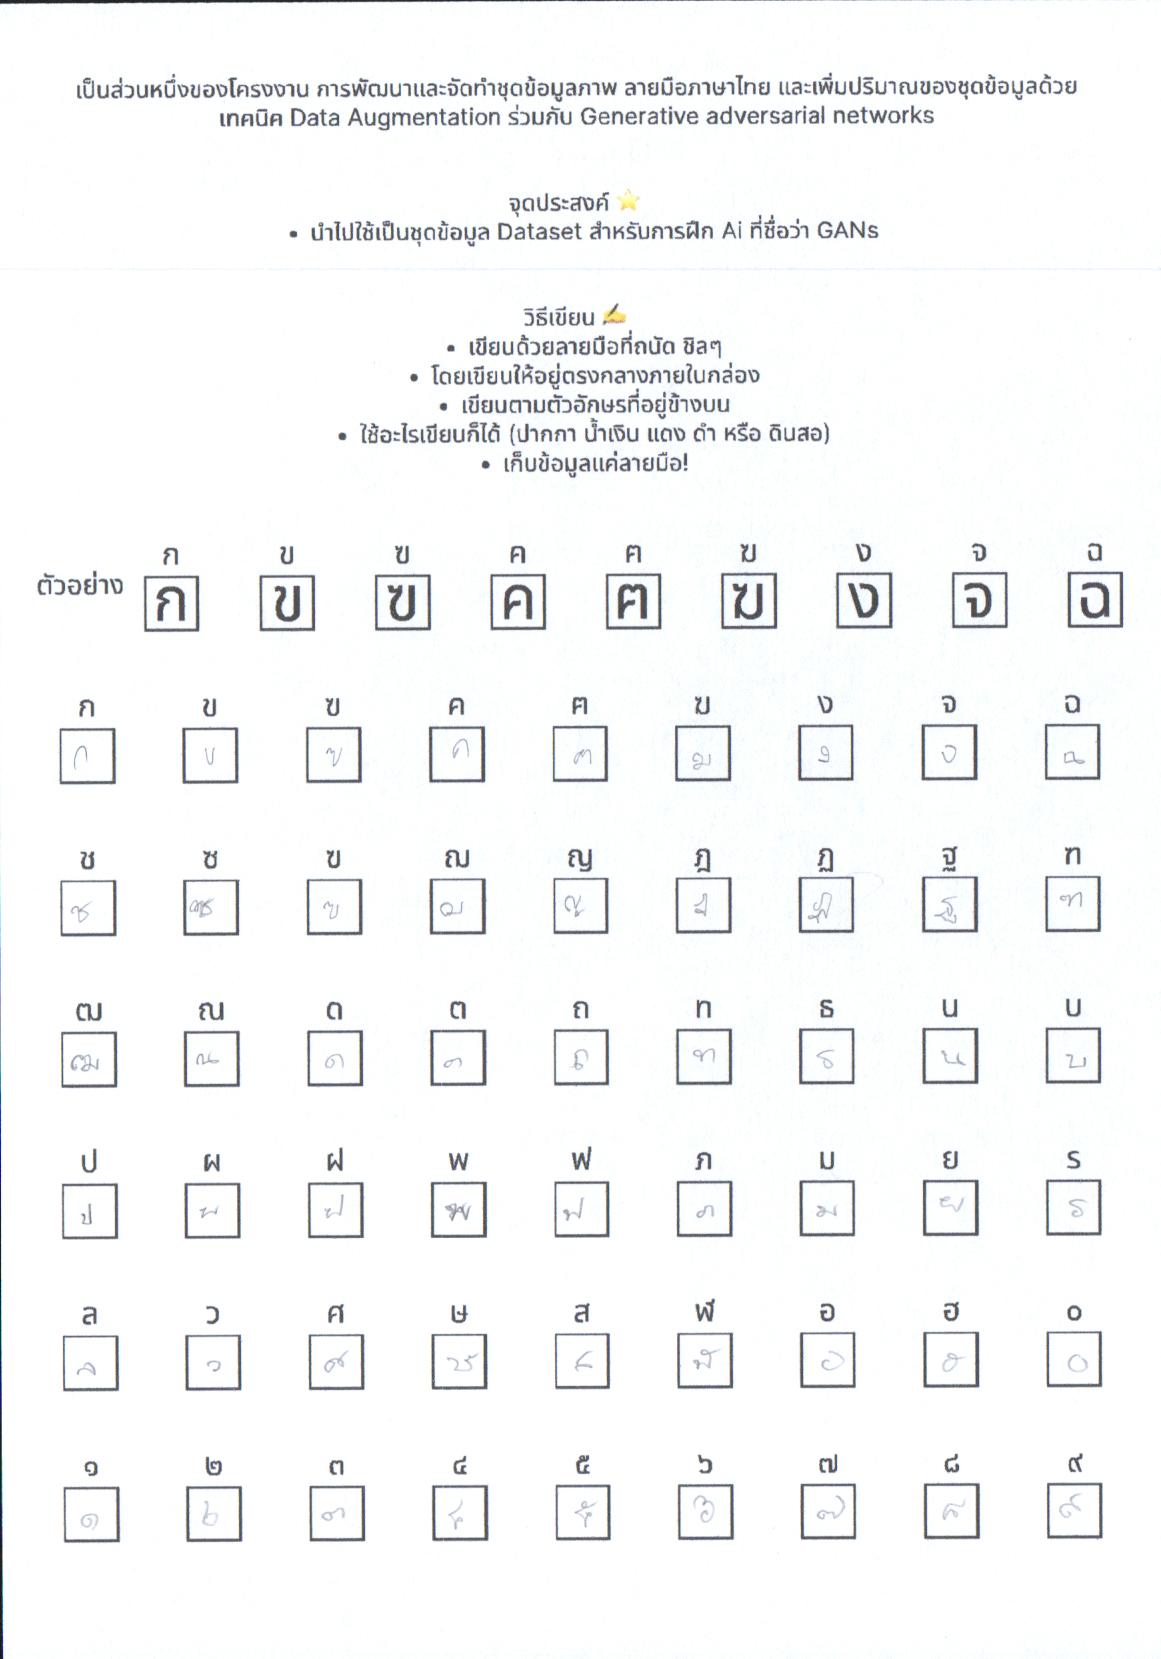 เป็นส่วนหนึ่งของโครงงาน การพัฒนาและจัดทำชุดข้อมูลภาพ ลายมือภาษาไทย และเพิ่มปริมาณของชุดข้อมูลด้วย
เทคนิค Data Augmentation ร่วมกับ Generative adversarial networks
จุดประสงค์ ⭐
• นำไปใช้เป็นชุดข้อมูล Dataset สำหรับการฝึก Ai ที่ชื่อว่า GANs
วิธีเขียน ✍️
• เขียนด้วยลายมือที่ถนัด ชิลๆ
• โดยเขียนให้อยู่ตรงกลางภายในกล่อง
• เขียนตามตัวอักษรที่อยู่ข้างบน
• ใช้อะไรเขียนก็ได้ (ปากกา น้ำเงิน แดง ดำ หรือ ดินสอ)
• เก็บข้อมูลแค่ลายมือ!
ก ข ฃ ค ฅ ฆ ง จ ฉ
ตัวอย่าง ก ข ฃ ค ฅ ฆ ง จ ฉ
ก ข ฃ ค ฅ ฆ ง จ ฉ
ก ข ฃ ค ฅ ฆ ง จ ฉ
ช ซ ฃ ฌ ญ ฎ ฏ ฐ ฑ
ช ซ ฃ ฌ ญ ฎ ฏ ฐ ฑ
ฒ ณ ด ต ถ ท ธ น บ
ฒ ณ ด ต ถ ท ธ น บ
ป ผ ฝ พ ฟ ภ ม ย ร
ป ผ ฝ พ ฟ ภ ม ย ร
ล ว ศ ษ ส ฬ อ ฮ ๐
ล ว ศ ษ ส ฬ อ ฮ ๐
๑ ๒ ๓ ๔ ๕ ๖ ๗ ๘ ๙
๑ ๒ ๓ ๔ ๕ ๖ ๗ ๘ ๙